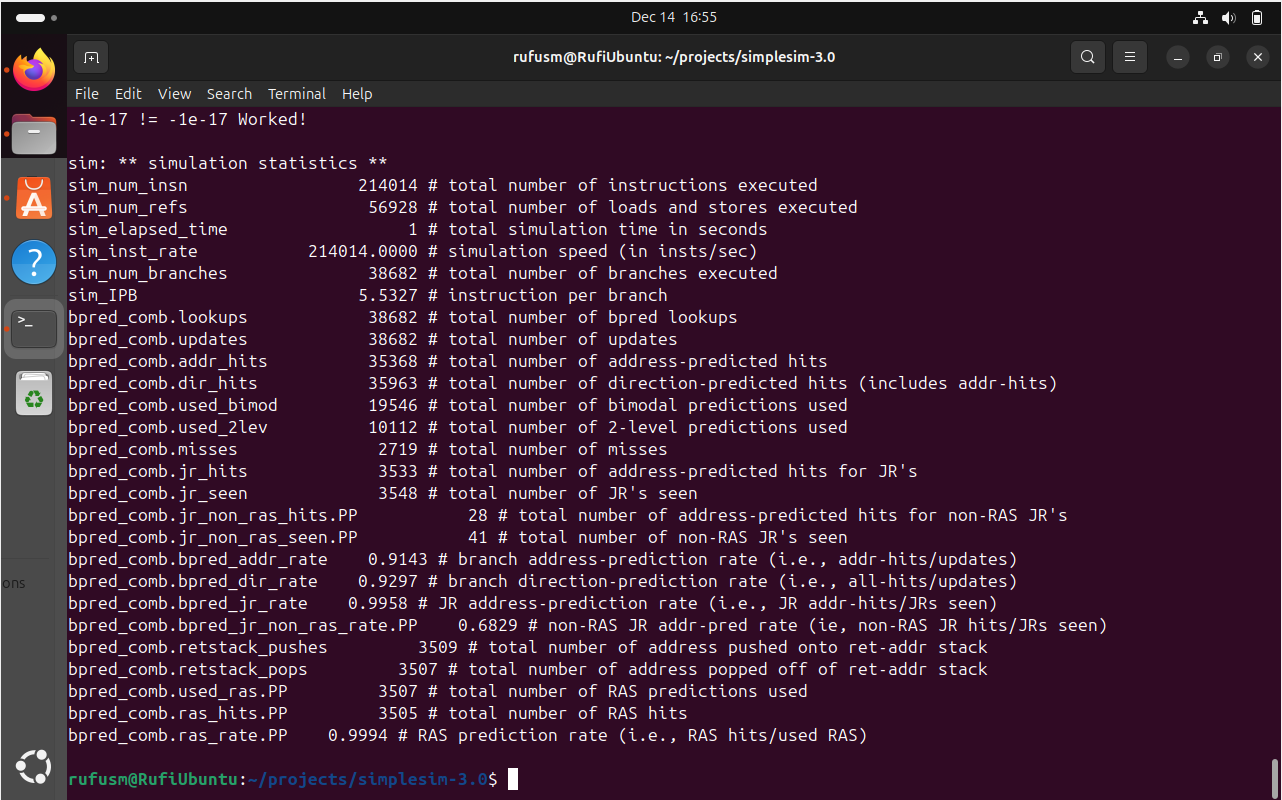 Dec 14 16:55
rufusm@RufiUbuntu: ~/projects/simplesim-3.0
File Edit View Search Terminal Help
-1e-17 != -1e-17 Worked!
sim: ** simulation statistics **
sim_num_insn 214014 # total number of instructions executed
sim_num_refs 56928 # total number of loads and stores executed
sim_elapsed_time 1 # total simulation time in seconds
sim_inst_rate 214014.0000 # simulation speed (in insts/sec)
sim_num_branches 38682 # total number of branches executed
sim_IPB 5.5327 # instruction per branch
bpred_comb.lookups 38682 # total number of bpred lookups
bpred_comb.updates 38682 # total number of updates
bpred_comb.addr_hits 35368 # total number of address-predicted hits
bpred_comb.dir_hits 35963 # total number of direction-predicted hits (includes addr-hits)
bpred_comb.used_bimod 19546 # total number of bimodal predictions used
bpred_comb.used_2lev 10112 # total number of 2-level predictions used
bpred_comb.misses 2719 # total number of misses
bpred_comb.jr_hits 3533 # total number of address-predicted hits for JR's
bpred_comb.jr_seen 3548 # total number of JR's seen
bpred_comb.jr_non_ras_hits.PP 28 # total number of address-predicted hits for non-RAS JR's
bpred_comb.jr_non_ras_seen.PP 41 # total number of non-RAS JR's seen
bpred_comb.bpred_addr_rate 0.9143 # branch address-prediction rate (i.e., addr-hits/updates)
bpred_comb.bpred_dir_rate 0.9297 # branch direction-prediction rate (i.e., all-hits/updates)
bpred_comb.bpred_jr_rate 0.9958 # JR address-prediction rate (i.e., JR addr-hits/JRs seen)
bpred_comb.bpred_jr_non_ras_rate.PP 0.6829 # non-RAS JR addr-pred rate (ie, non-RAS JR hits/JRs seen)
bpred_comb.retstack_pushes 3509 # total number of address pushed onto ret-addr stack
bpred_comb.retstack_pops 3507 # total number of address popped off of ret-addr stack
bpred_comb.used_ras.PP 3507 # total number of RAS predictions used
bpred_comb.ras_hits.PP 3505 # total number of RAS hits
bpred_comb.ras_rate.PP 0.9994 # RAS prediction rate (i.e., RAS hits/used RAS)
rufusm@RufiUbuntu:~/projects/simplesim-3.0$
ons